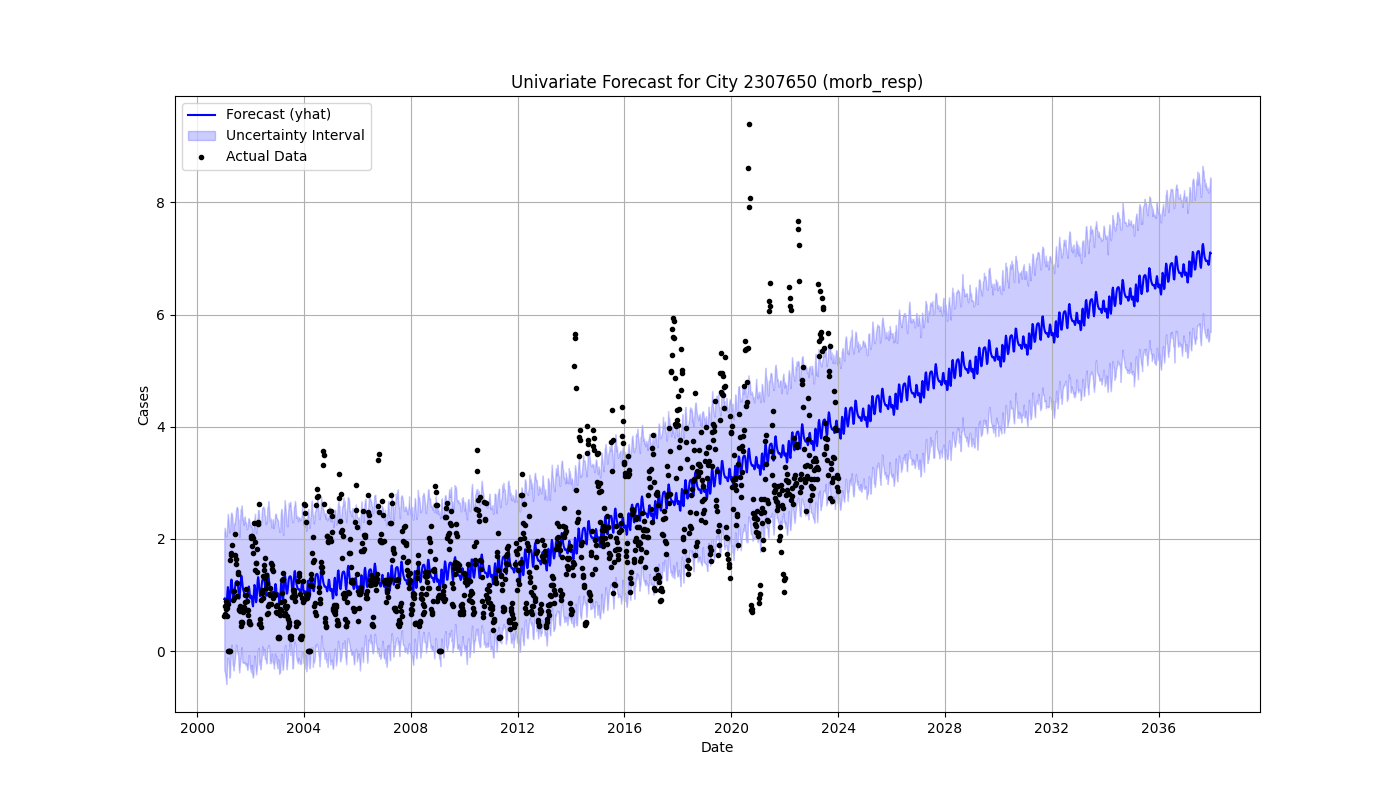 Univariate Forecast for City 2307650 (morb_resp)
Forecast (yhat)
Uncertainty Interval
Actual Data
Cases
8
6
4
2
0
2000 2004 2008 2012 2016 2020 2024 2028 2032 2036
Date